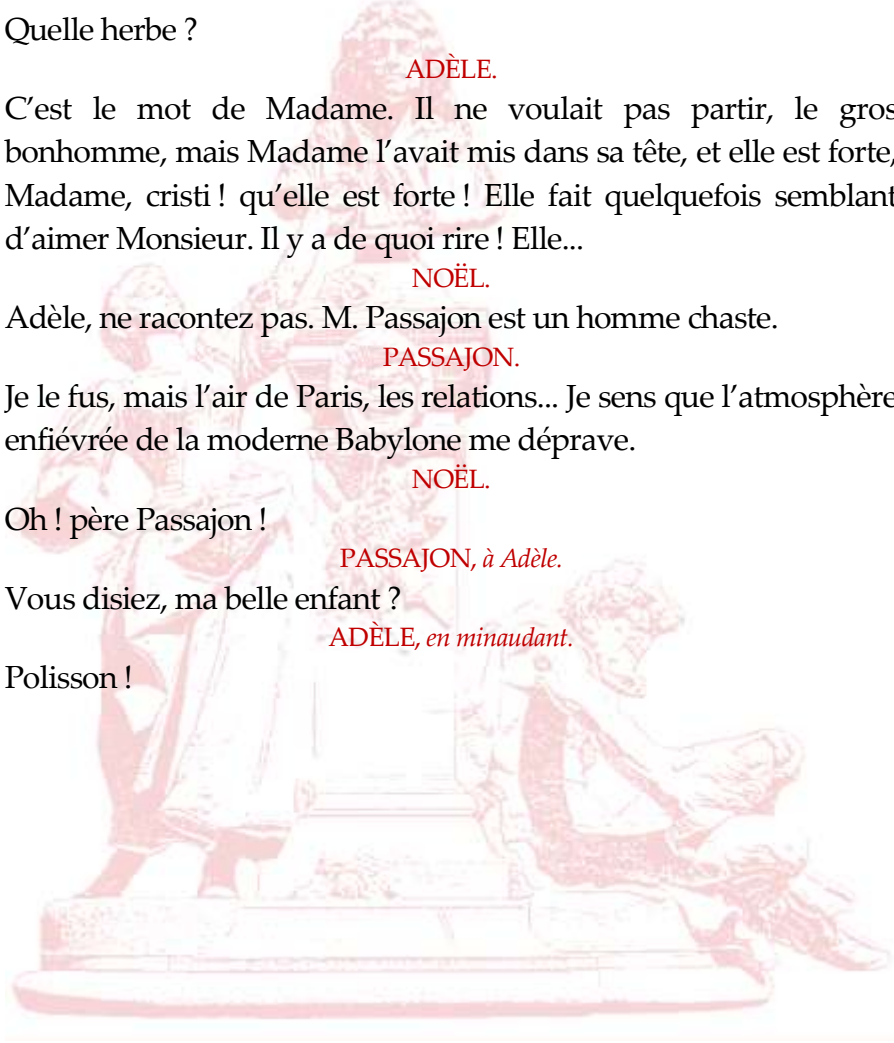 Quelle herbe ?
ADÈLE.
C’est le mot de Madame. Il ne voulait pas partir, le gros
bonhomme, mais Madame l’avait mis dans sa tête, et elle est forte,
Madame, cristi ! qu’elle est forte ! Elle fait quelquefois semblant
d’aimer Monsieur. Il y a de quoi rire ! Elle...
NOËL.
Adèle, ne racontez pas. M. Passajon est un homme chaste.
PASSAJON.
Je le fus, mais l’air de Paris, les relations... Je sens que l’atmosphère
enfiévrée de la moderne Babylone me déprave.
NOËL.
Oh ! père Passajon !
PASSAJON, à Adèle.
Vous disiez, ma belle enfant ?
ADÈLE, en minaudant.
Polisson !